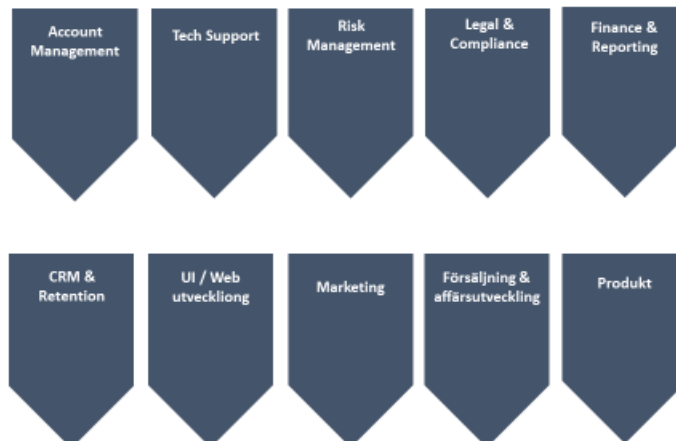 Account
Management
Tech Support
Risk
Management
Legal &
Compliance
Finance &
Reporting
CRM &
Retention
UI / Web
utveckliong
Marketing
Försäljning &
affärsutveckling
Produkt